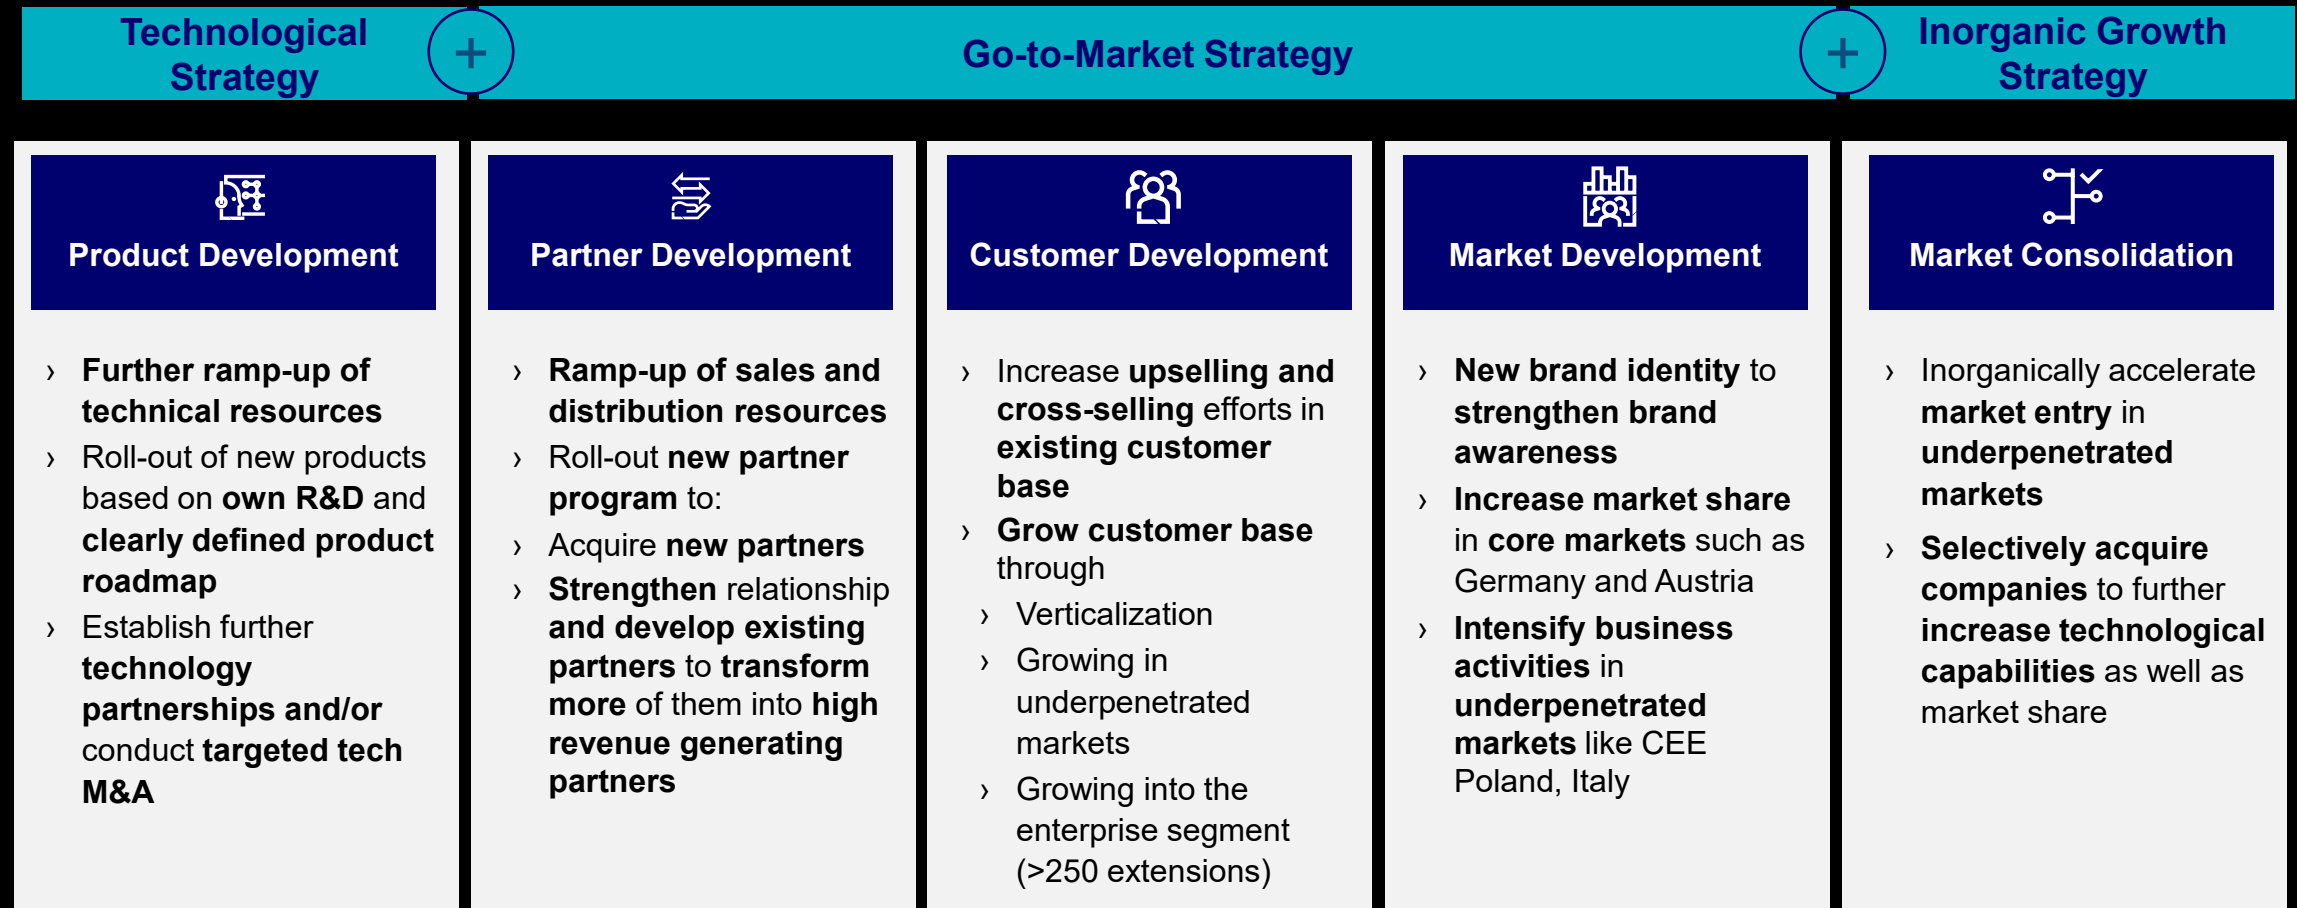 Technological
Strategy
+
Go-to-Market Strategy
+
Inorganic Growth
Strategy
Product Development
› Further ramp-up of
technical resources
› Roll-out of new products
based on own R&D and
clearly defined product
roadmap
› Establish further
technology
partnerships and/or
conduct targeted tech
M&A
Partner Development
› Ramp-up of sales and
distribution resources
› Roll-out new partner
program to:
› Acquire new partners
› Strengthen relationship
and develop existing
partners to transform
more of them into high
revenue generating
partners
Customer Development
› Increase upselling and
cross-selling efforts in
existing customer
base
› Grow customer base
through
› Verticalization
› Growing in
underpenetrated
markets
› Growing into the
enterprise segment
(>250 extensions)
Market Development
› New brand identity to
strengthen brand
awareness
› Increase market share
in core markets such as
Germany and Austria
› Intensify business
activities in
underpenetrated
markets like CEE
Poland, Italy
Market Consolidation
› Inorganically accelerate
market entry in
underpenetrated
markets
› Selectively acquire
companies to further
increase technological
capabilities as well as
market share